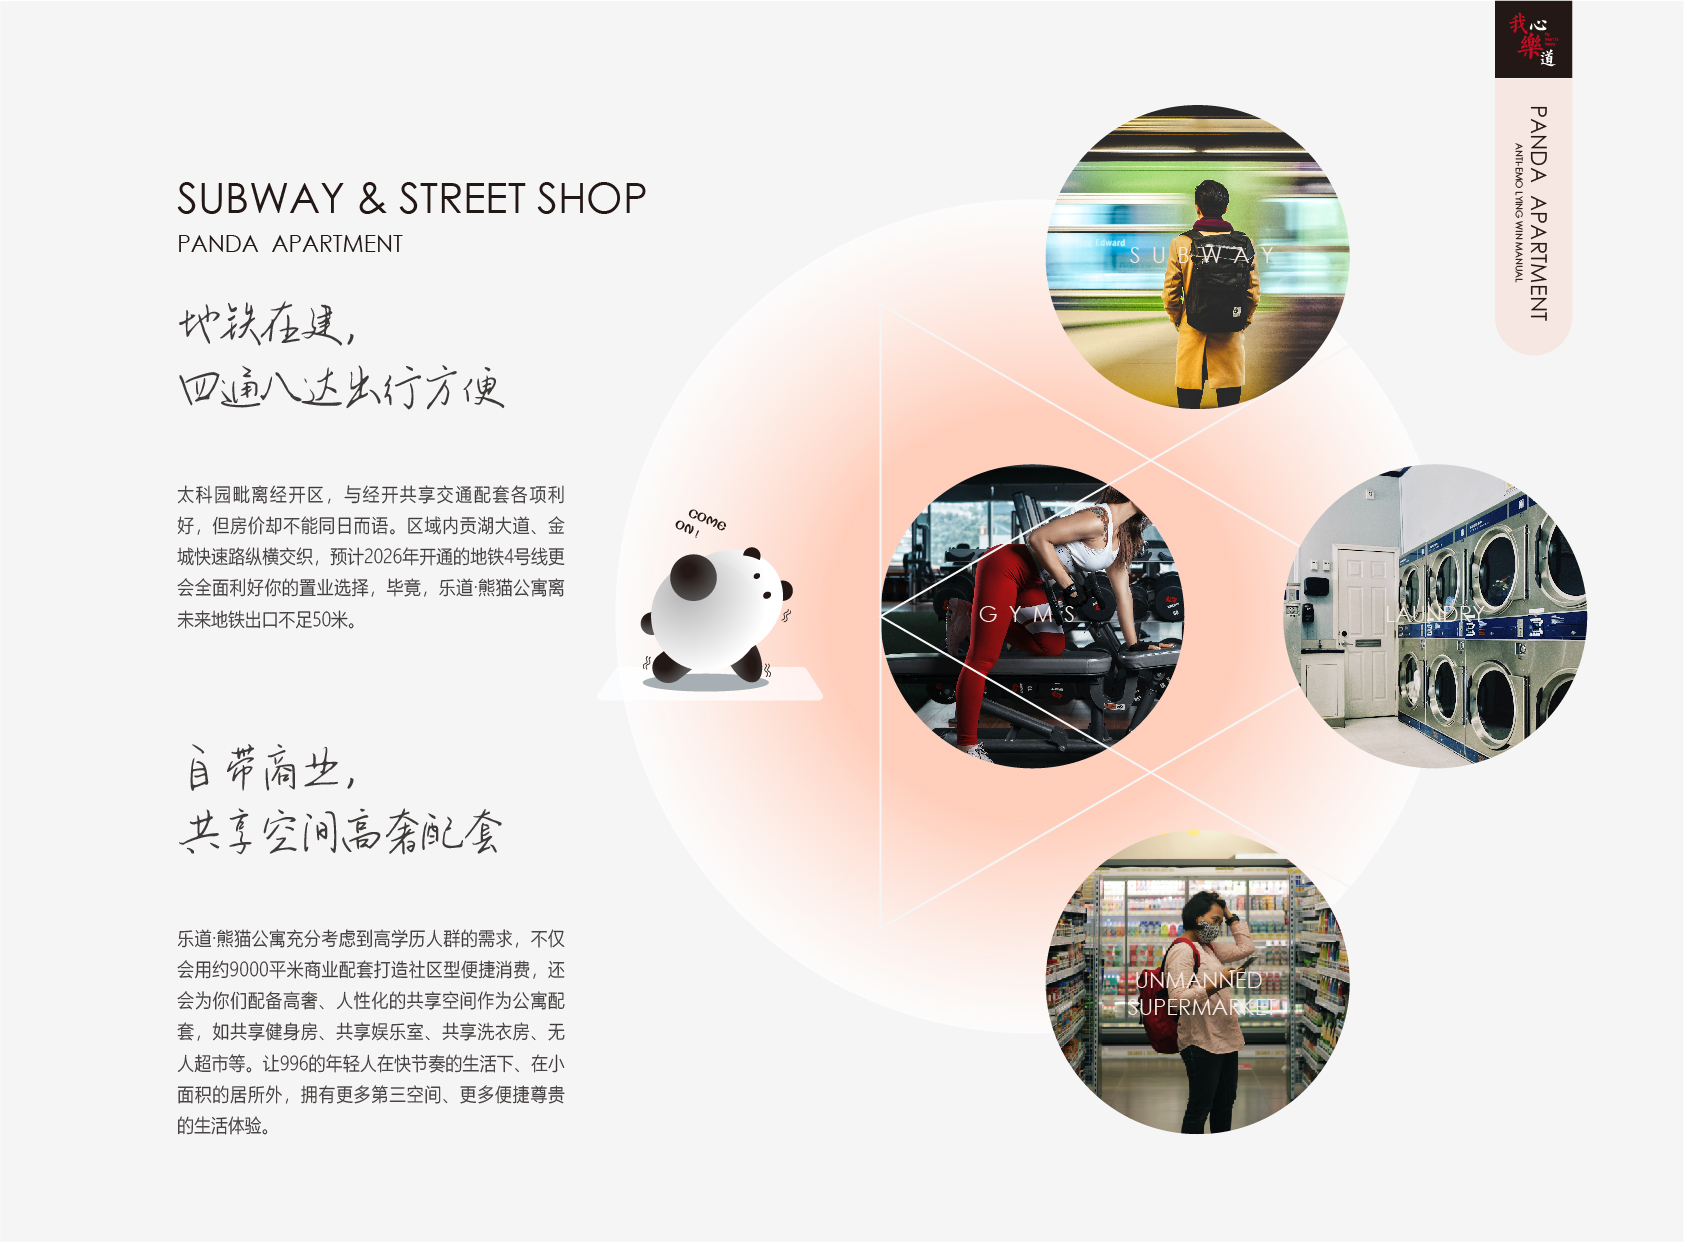 SUBWAY & STREET SHOP
PANDA APARTMENT
地铁在建，
四通八达出行方便
太科园毗离经开区，与经开共享交通配套各项利
好，但房价却不能同日而语。区域内贡湖大道、金
城快速路纵横交织，预计2026年开通的地铁4号线更
会全面利好你的置业选择，毕竟，乐道·熊猫公寓离
未来地铁出口不足50米。
自带商业，
共享空间高奢配套
乐道·熊猫公寓充分考虑到高学历人群的需求，不仅
会用约9000平米商业配套打造社区型便捷消费，还
会为你们配备高奢、人性化的共享空间作为公寓配
套，如共享健身房、共享娱乐室、共享洗衣房、无
人超市等。让996的年轻人在快节奏的生活下、在小
面积的居所外，拥有更多第三空间、更多便捷尊贵
的生活体验。
COME
ON!
SUBWAY
Edward
GYMS
LAUNDRY
UNMANNED
SUPERMARKET
我心
樂道
PANDA APARTMENT
ANTI-EMO LYING WIN MANUAL